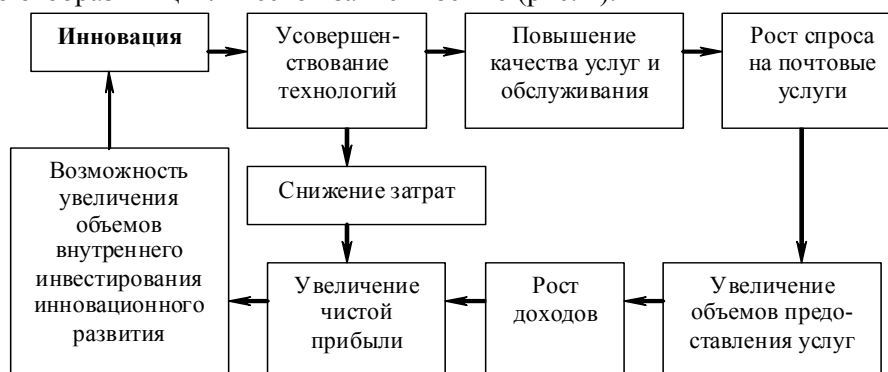 Инновация
Усовершен-
ствование
технологий
Повышение
качества услуг и
обслуживания
Рост спроса
на почтовые
услуги
Возможность
увеличения
объемов
внутреннего
инвестирования
инновационного
развития
Снижение затрат
Увеличение
чистой
прибыли
Рост
доходов
Увеличение
объемов предо-
ставления услуг